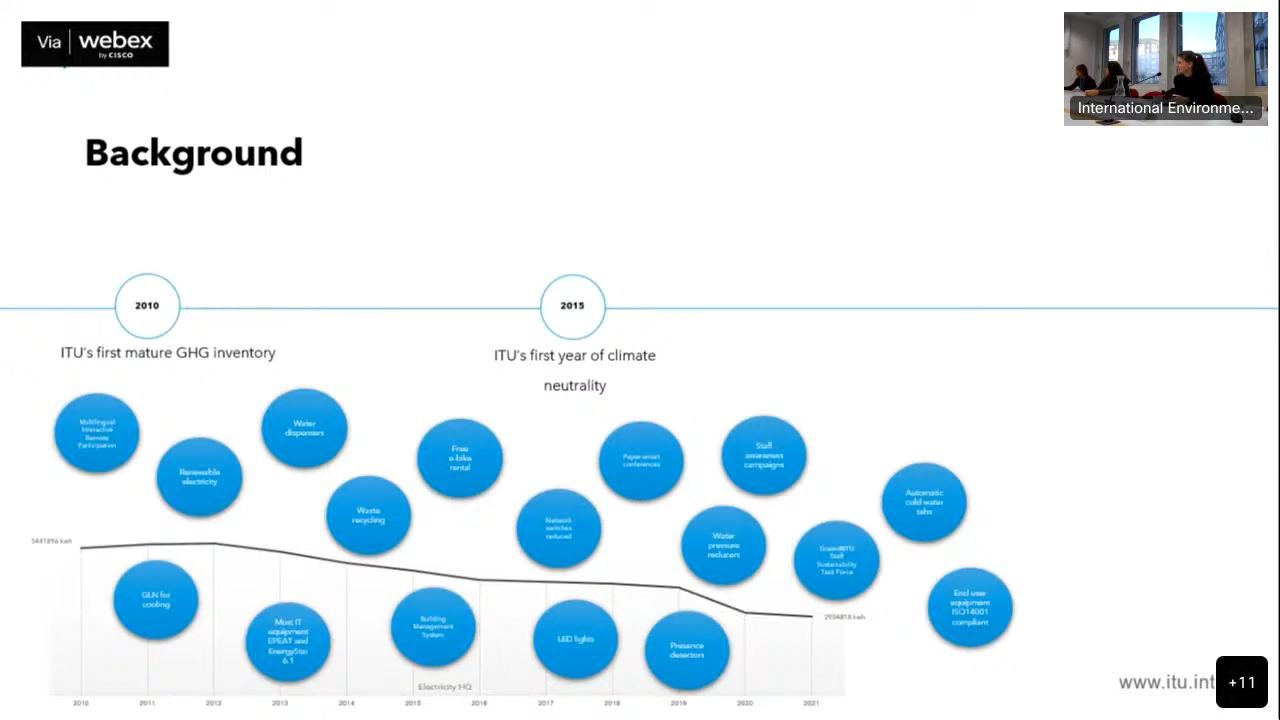 Via | webex
by CISCO
International Environme...
Background
2010
2015
ITU's first mature GHG inventory
ITU's first year of climate
neutrality
Multilingual
Interactive
Remote
Participation
Renewable
electricity
Water
dispensers
Waste
recycling
Free
e-bike
rental
Network
switches
reduced
Paper-smart
conferences
Staff
awareness
campaigns
Water
pressure
reducers
Staff
Sustainability
Task Force
Automatic
cold water
tabs
End user
equipment
ISO14001
compliant
5441896 kwh
GLN for
cooling
Most IT
equipment
EPEAT and
EnergyStar
6.1
Building
Management
System
LED lights
Presence
detectors
kwh
Electricity HQ
2010 2011 2012 2013 2014 2015 2016 2017 2018 2019 2020 2021
www.itu.int
+11